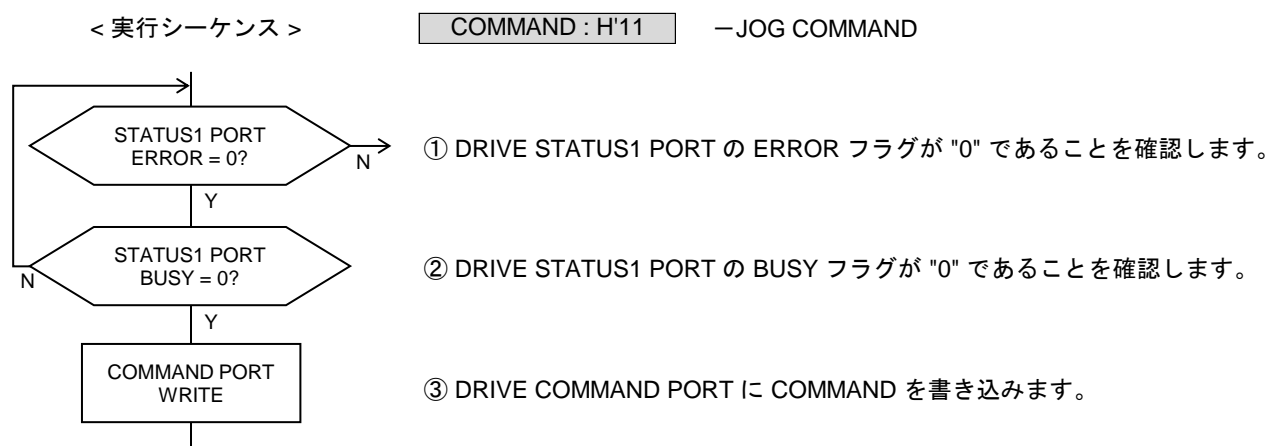 < 実行シーケンス >
COMMAND : H'11
－JOG COMMAND
STATUS1 PORT
ERROR = 0?
N
① DRIVE STATUS1 PORT の ERROR フラグが "0" であることを確認します。
Y
STATUS1 PORT
BUSY = 0?
N
② DRIVE STATUS1 PORT の BUSY フラグが "0" であることを確認します。
Y
COMMAND PORT
WRITE
③ DRIVE COMMAND PORT に COMMAND を書き込みます。